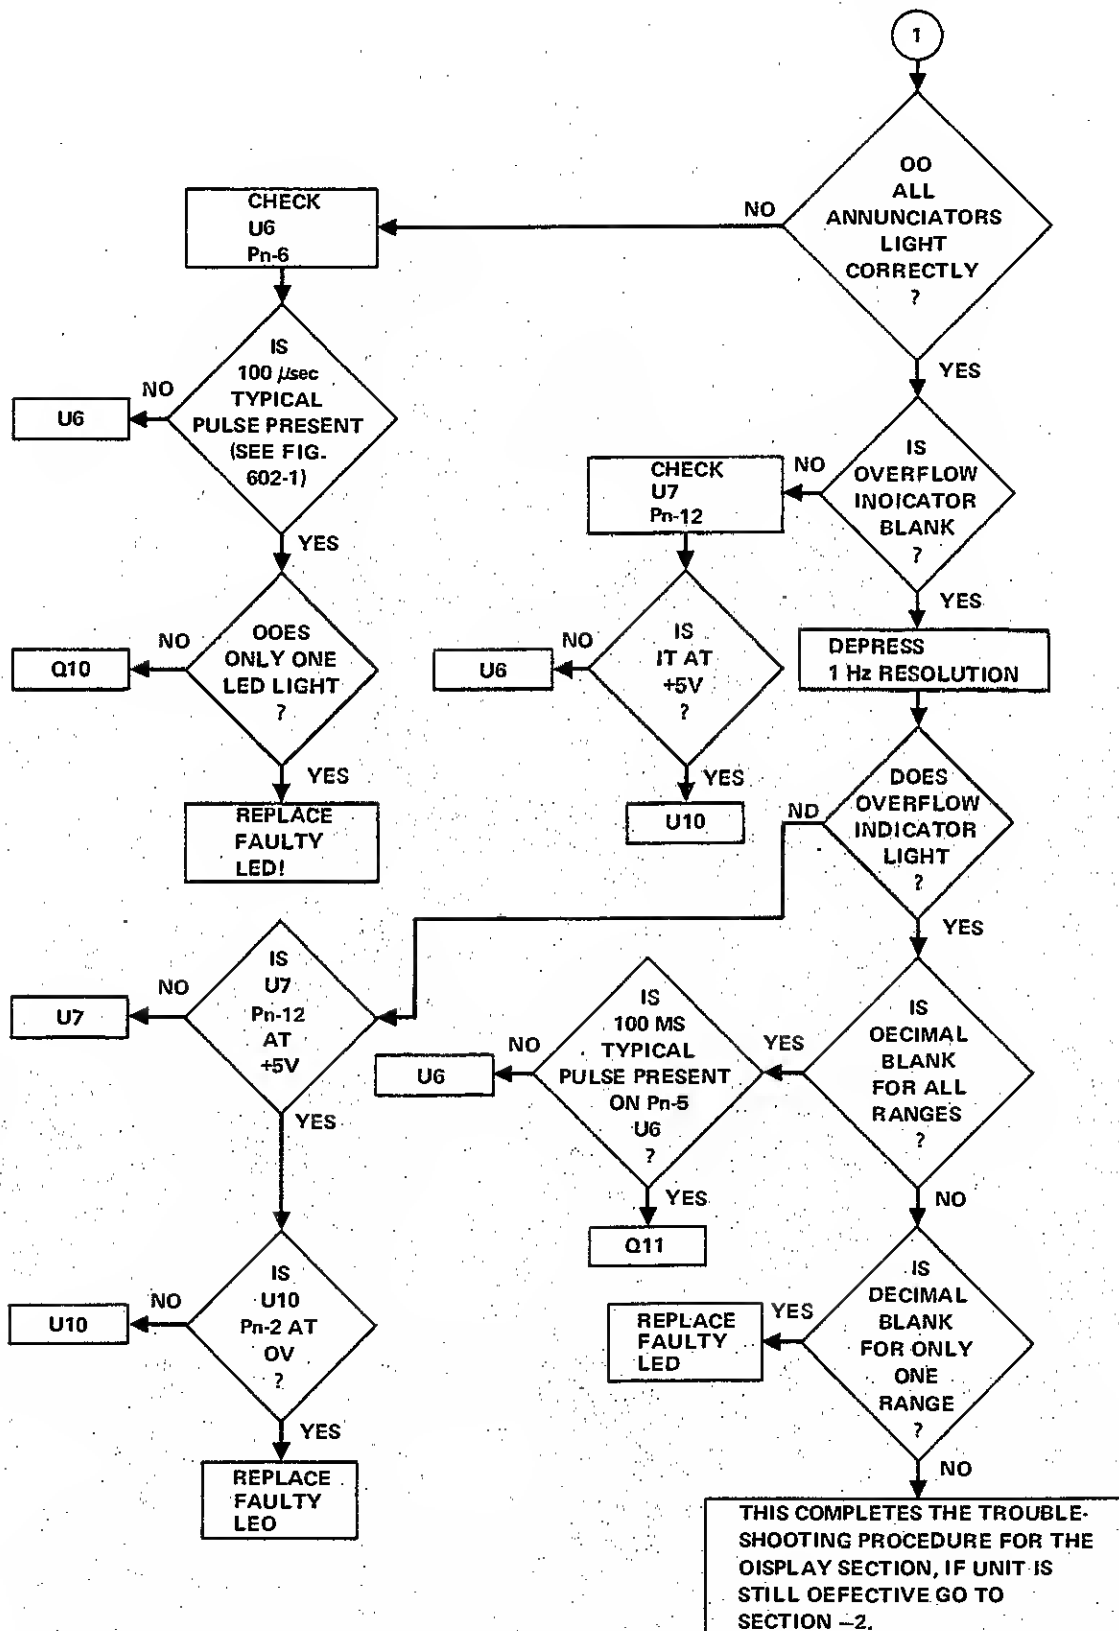 1
OO
ALL
ANNUNCIATORS
LIGHT
CORRECTLY
?
NO
YES
CHECK
U6
Pn-6
IS
100 µsec
TYPICAL
PULSE PRESENT
(SEE FIG.
602-1)
NO
U6
YES
OOES
ONLY ONE
LED LIGHT
?
NO
Q10
YES
REPLACE
FAULTY
LED!
IS
OVERFLOW
INOICATOR
BLANK
?
NO
YES
CHECK
U7
Pn-12
IS
IT AT
+5V
?
NO
U6
YES
U10
DEPRESS
1 Hz RESOLUTION
DOES
OVERFLOW
INDICATOR
LIGHT
?
ND
YES
IS
U7
Pn-12
AT
+5V
NO
U7
YES
IS
U10
Pn-2 AT
OV
?
NO
U10
YES
REPLACE
FAULTY
LEO
IS
OECIMAL
BLANK
FOR ALL
RANGES
?
YES
NO
IS
100 MS
TYPICAL
PULSE PRESENT
ON Pn-5
U6
?
NO
U6
YES
Q11
IS
DECIMAL
BLANK
FOR ONLY
ONE
RANGE
?
YES
REPLACE
FAULTY
LED
NO
THIS COMPLETES THE TROUBLE-
SHOOTING PROCEDURE FOR THE
OISPLAY SECTION, IF UNIT IS
STILL OEFECTIVE GO TO
SECTION –2.